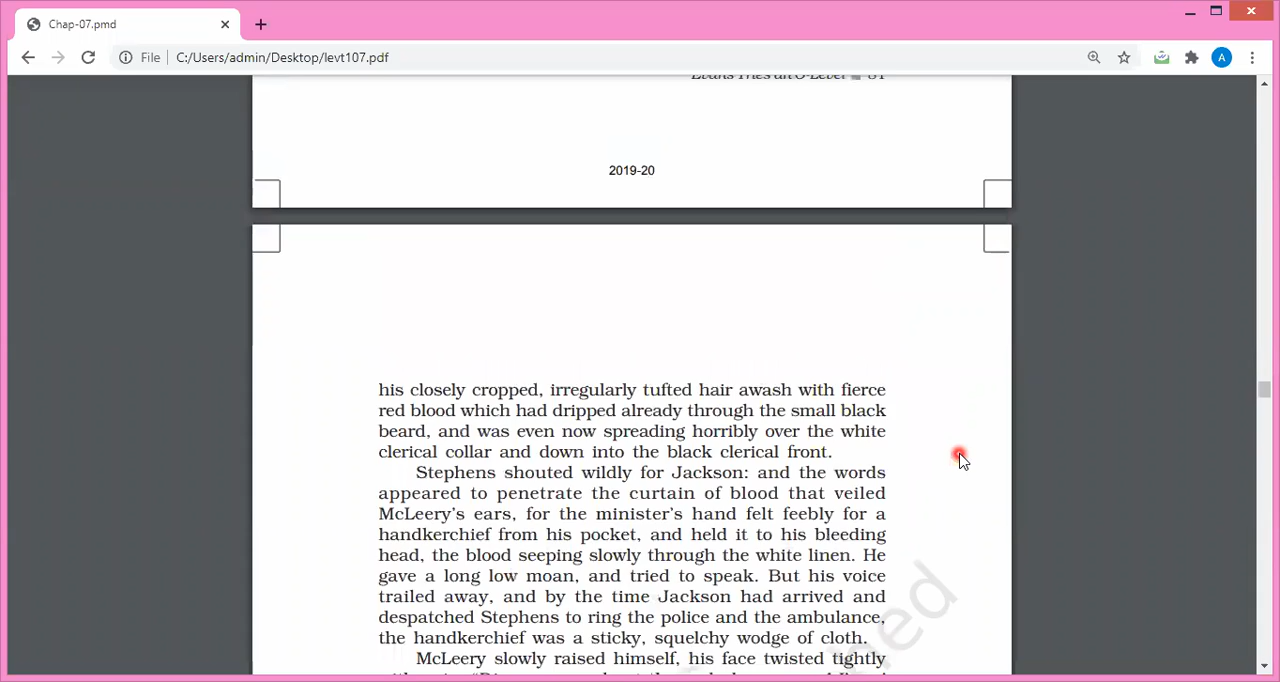 Chap-07.pmd
File
C:/Users/admin/Desktop/levt107.pdf
A
Evans Tries an O-Level 81
2019-20
his closely cropped, irregularly tufted hair awash with fierce
red blood which had dripped already through the small black
beard, and was even now spreading horribly over the white
clerical collar and down into the black clerical front.
Stephens shouted wildly for Jackson: and the words
appeared to penetrate the curtain of blood that veiled
McLeery's ears, for the minister's hand felt feebly for a
handkerchief from his pocket, and held it to his bleeding
head, the blood seeping slowly through the white linen. He
gave a long low moan, and tried to speak. But his voice
trailed away, and by the time Jackson had arrived and
despatched Stephens to ring the police and the ambulance,
the handkerchief was a sticky, squelchy wodge of cloth.
McLeery slowly raised himself, his face twisted tightly